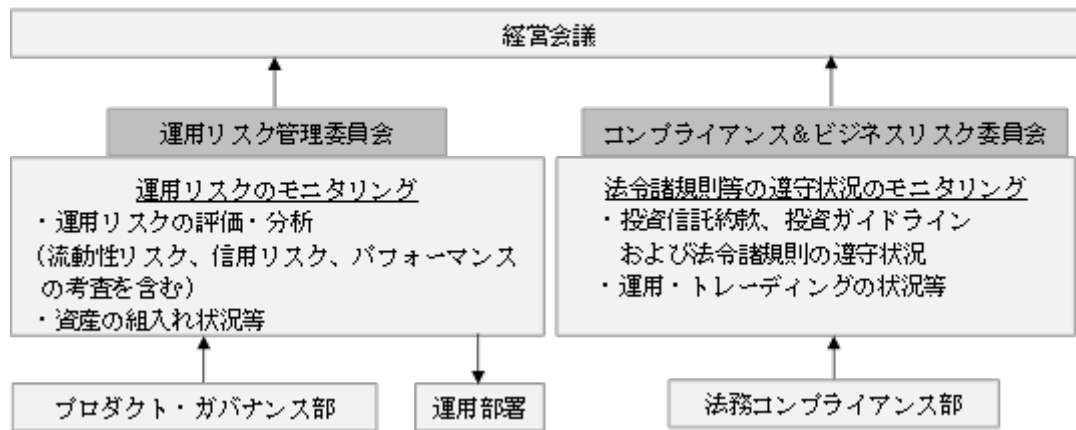 経営会議
運用リスク管理委員会
運用リスクのモニタリング
・運用リスクの評価・分析
(流動性リスク、信用リスク、パフォーマンス
の考査を含む)
・資産の組入れ状況等
プロダクト・ガバナンス部
運用部署
コンプライアンス&ビジネスリスク委員会
法令諸規則等の遵守状況のモニタリング
・投資信託約款、投資ガイドライン
および法令諸規則の遵守状況
・運用・トレーディングの状況等
法務コンプライアンス部